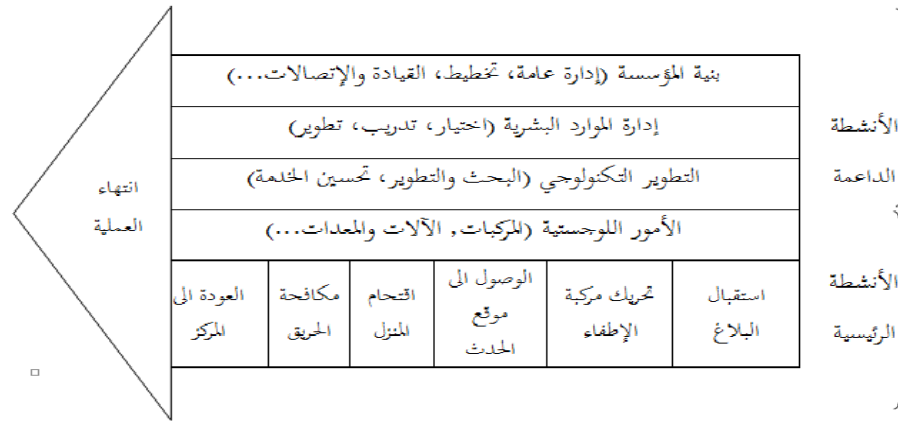 بنية المؤسسة (إدارة عامة، تخطيط، القيادة والإتصالات...)
إدارة الموارد البشرية (اختيار، تدريب، تطوير)
التطوير التكنولوجي (البحث والتطوير، تحسين الخدمة)
الأمور اللوجستية (المركبات, الآلات والمعدات...)
الأنشطة
الداعمة
الأنشطة
الرئيسية
استقبال
البلاغ
تحريك مركبة
الإطفاء
الوصول الى
موقع
الحدث
اقتحام
المنزل
مكافحة
الحريق
العودة الى
المركز
انتهاء
العملية